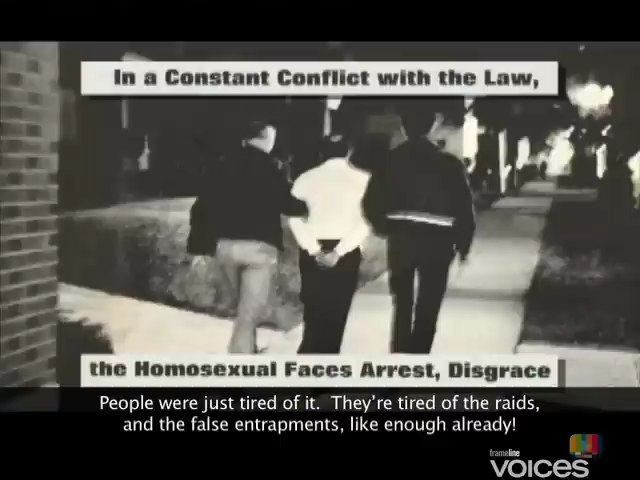 In a Constant Conflict with the Law,
the Homosexual Faces Arrest, Disgrace
People were just tired of it.  They're tired of the raids,
and the false entrapments, like enough already!
frameline
VOICES